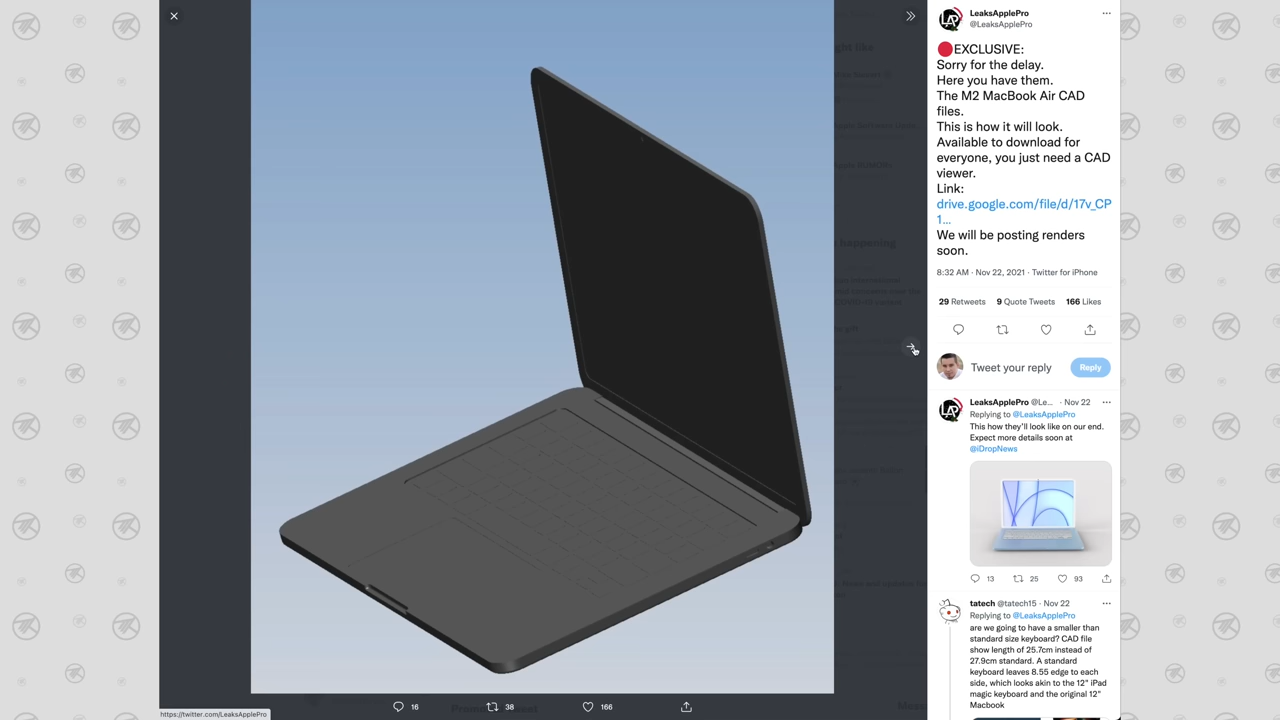 LeaksApplePro
@LeaksApplePro
🔴EXCLUSIVE:
Sorry for the delay.
Here you have them.
The M2 MacBook Air CAD
files.
This is how it will look.
Available to download for
everyone, you just need a CAD
viewer.
Link:
drive.google.com/file/d/17v_CP
1...
We will be posting renders
soon.
8:32 AM · Nov 22, 2021 · Twitter for iPhone
29 Retweets 9 Quote Tweets 166 Likes
Tweet your reply Reply
LeaksApplePro @Le... · Nov 22
Replying to @LeaksApplePro
This how they'll look like on our end.
Expect more details soon at
@iDropNews
13 25 93
tatech @tatech15 · Nov 22
Replying to @LeaksApplePro
are we going to have a smaller than
standard size keyboard? CAD file
show length of 25.7cm instead of
27.9cm standard. A standard
keyboard leaves 8.55 edge to each
side, which looks akin to the 12" iPad
magic keyboard and the original 12"
Macbook
16 38 166
https://twitter.com/LeaksApplePro